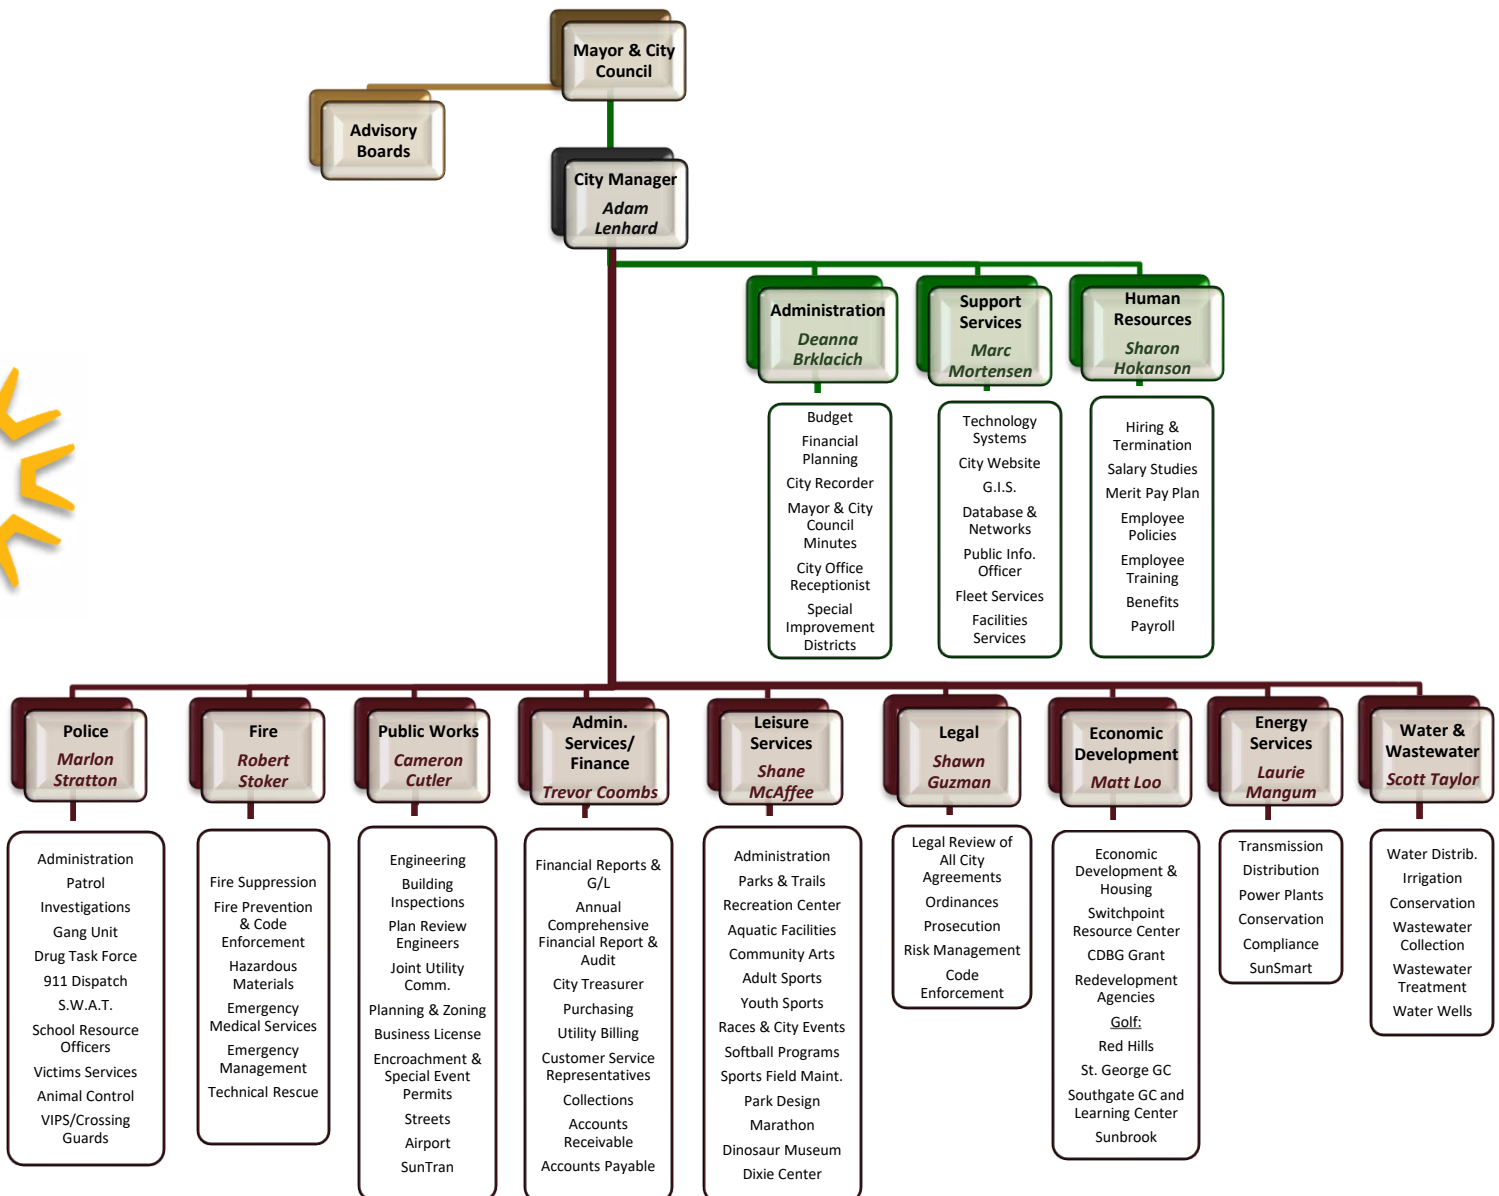 Mayor & City
Council
Advisory
Boards
City Manager
Adam
Lenhard
Administration
Deanna
Brklacich
Support
Services
Marc
Mortensen
Human
Resources
Sharon
Hokanson
Budget
Financial
Planning
City Recorder
Mayor & City
Council
Minutes
City Office
Receptionist
Special
Improvement
Districts
Technology
Systems
City Website
G.I.S.
Database &
Networks
Public Info.
Officer
Fleet Services
Facilities
Services
Hiring &
Termination
Salary Studies
Merit Pay Plan
Employee
Policies
Employee
Training
Benefits
Payroll
Police
Marlon
Stratton
Fire
Robert
Stoker
Public Works
Cameron
Cutler
Admin.
Services/
Finance
Trevor Coombs
Leisure
Services
Shane
McAffee
Legal
Shawn
Guzman
Economic
Development
Matt Loo
Energy
Services
Laurie
Mangum
Water &
Wastewater
Scott Taylor
Administration
Patrol
Investigations
Gang Unit
Drug Task Force
911 Dispatch
S.W.A.T.
School Resource
Officers
Victims Services
Animal Control
VIPS/Crossing
Guards
Fire Suppression
Fire Prevention
& Code
Enforcement
Hazardous
Materials
Emergency
Medical Services
Emergency
Management
Technical Rescue
Engineering
Building
Inspections
Plan Review
Engineers
Joint Utility
Comm.
Planning & Zoning
Business License
Encroachment &
Special Event
Permits
Streets
Airport
SunTran
Financial Reports &
G/L
Annual
Comprehensive
Financial Report &
Audit
City Treasurer
Purchasing
Utility Billing
Customer Service
Representatives
Collections
Accounts
Receivable
Accounts Payable
Administration
Parks & Trails
Recreation Center
Aquatic Facilities
Community Arts
Adult Sports
Youth Sports
Races & City Events
Softball Programs
Sports Field Maint.
Park Design
Marathon
Dinosaur Museum
Dixie Center
Legal Review of
All City
Agreements
Ordinances
Prosecution
Risk Management
Code
Enforcement
Economic
Development &
Housing
Switchpoint
Resource Center
CDBG Grant
Redevelopment
Agencies
Golf:
Red Hills
St. George GC
Southgate GC and
Learning Center
Sunbrook
Transmission
Distribution
Power Plants
Conservation
Compliance
SunSmart
Water Distrib.
Irrigation
Conservation
Wastewater
Collection
Wastewater
Treatment
Water Wells